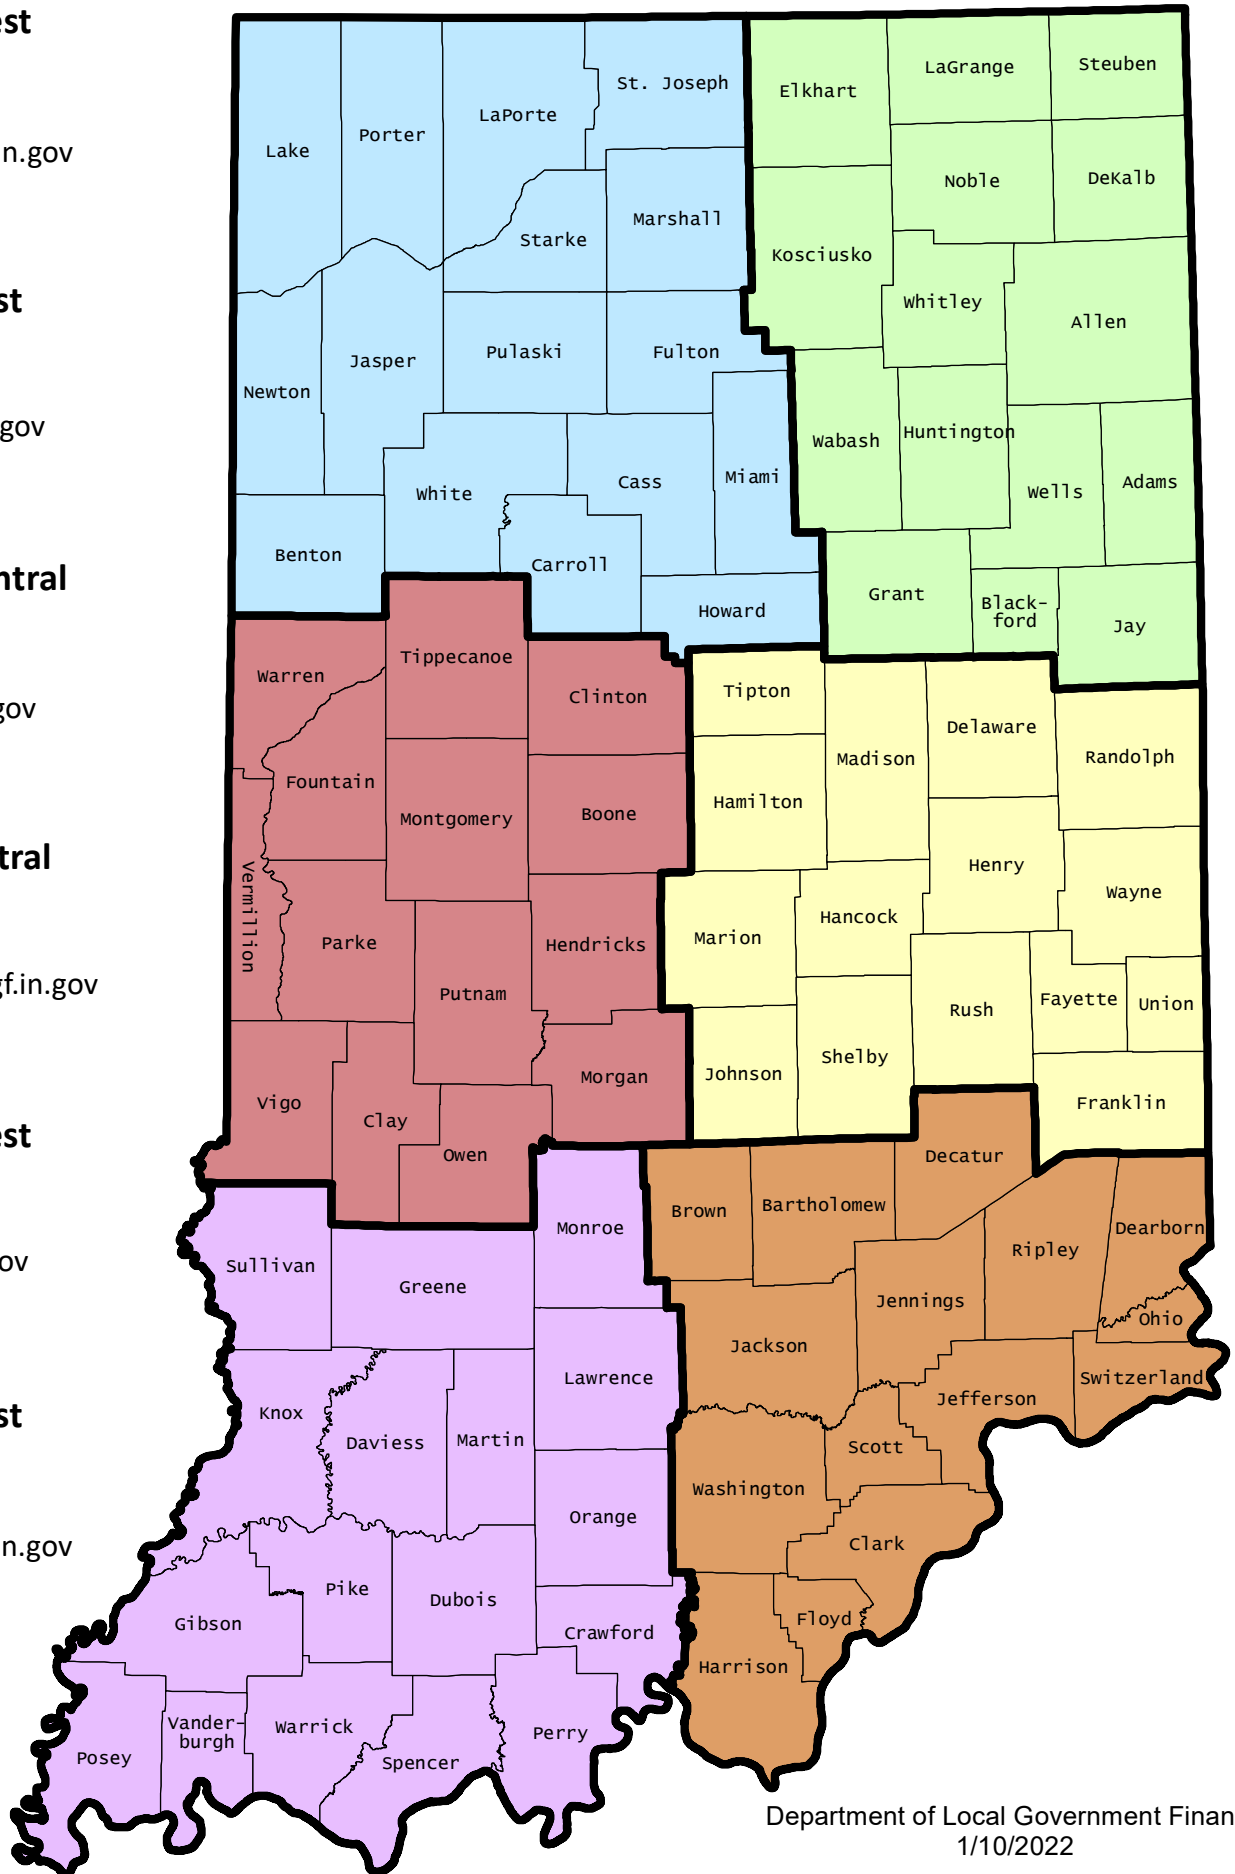 est
in.gov
st
gov
ntral
gov
tral
gf.in.gov
est
ov
st
n.gov
Lake
Porter
LaPorte
St. Joseph
Starke
Marshall
Newton
Jasper
Pulaski
Fulton
White
Cass
Miami
Benton
Carroll
Howard
Elkhart
LaGrange
Steuben
Noble
DeKalb
Kosciusko
Whitley
Allen
Wabash
Huntington
Wells
Adams
Grant
Black-
ford
Jay
Warren
Tippecanoe
Clinton
Fountain
Montgomery
Boone
Vermillion
Parke
Putnam
Hendricks
Morgan
Vigo
Clay
Owen
Tipton
Madison
Delaware
Randolph
Hamilton
Henry
Wayne
Marion
Hancock
Rush
Fayette
Union
Johnson
Shelby
Franklin
Sullivan
Greene
Monroe
Lawrence
Knox
Daviess
Martin
Orange
Gibson
Pike
Dubois
Crawford
Posey
Vander-
burgh
Warrick
Spencer
Perry
Brown
Bartholomew
Decatur
Ripley
Dearborn
Jennings
Ohio
Jackson
Jefferson
Switzerland
Scott
Washington
Clark
Floyd
Harrison
Department of Local Government Finan
1/10/2022